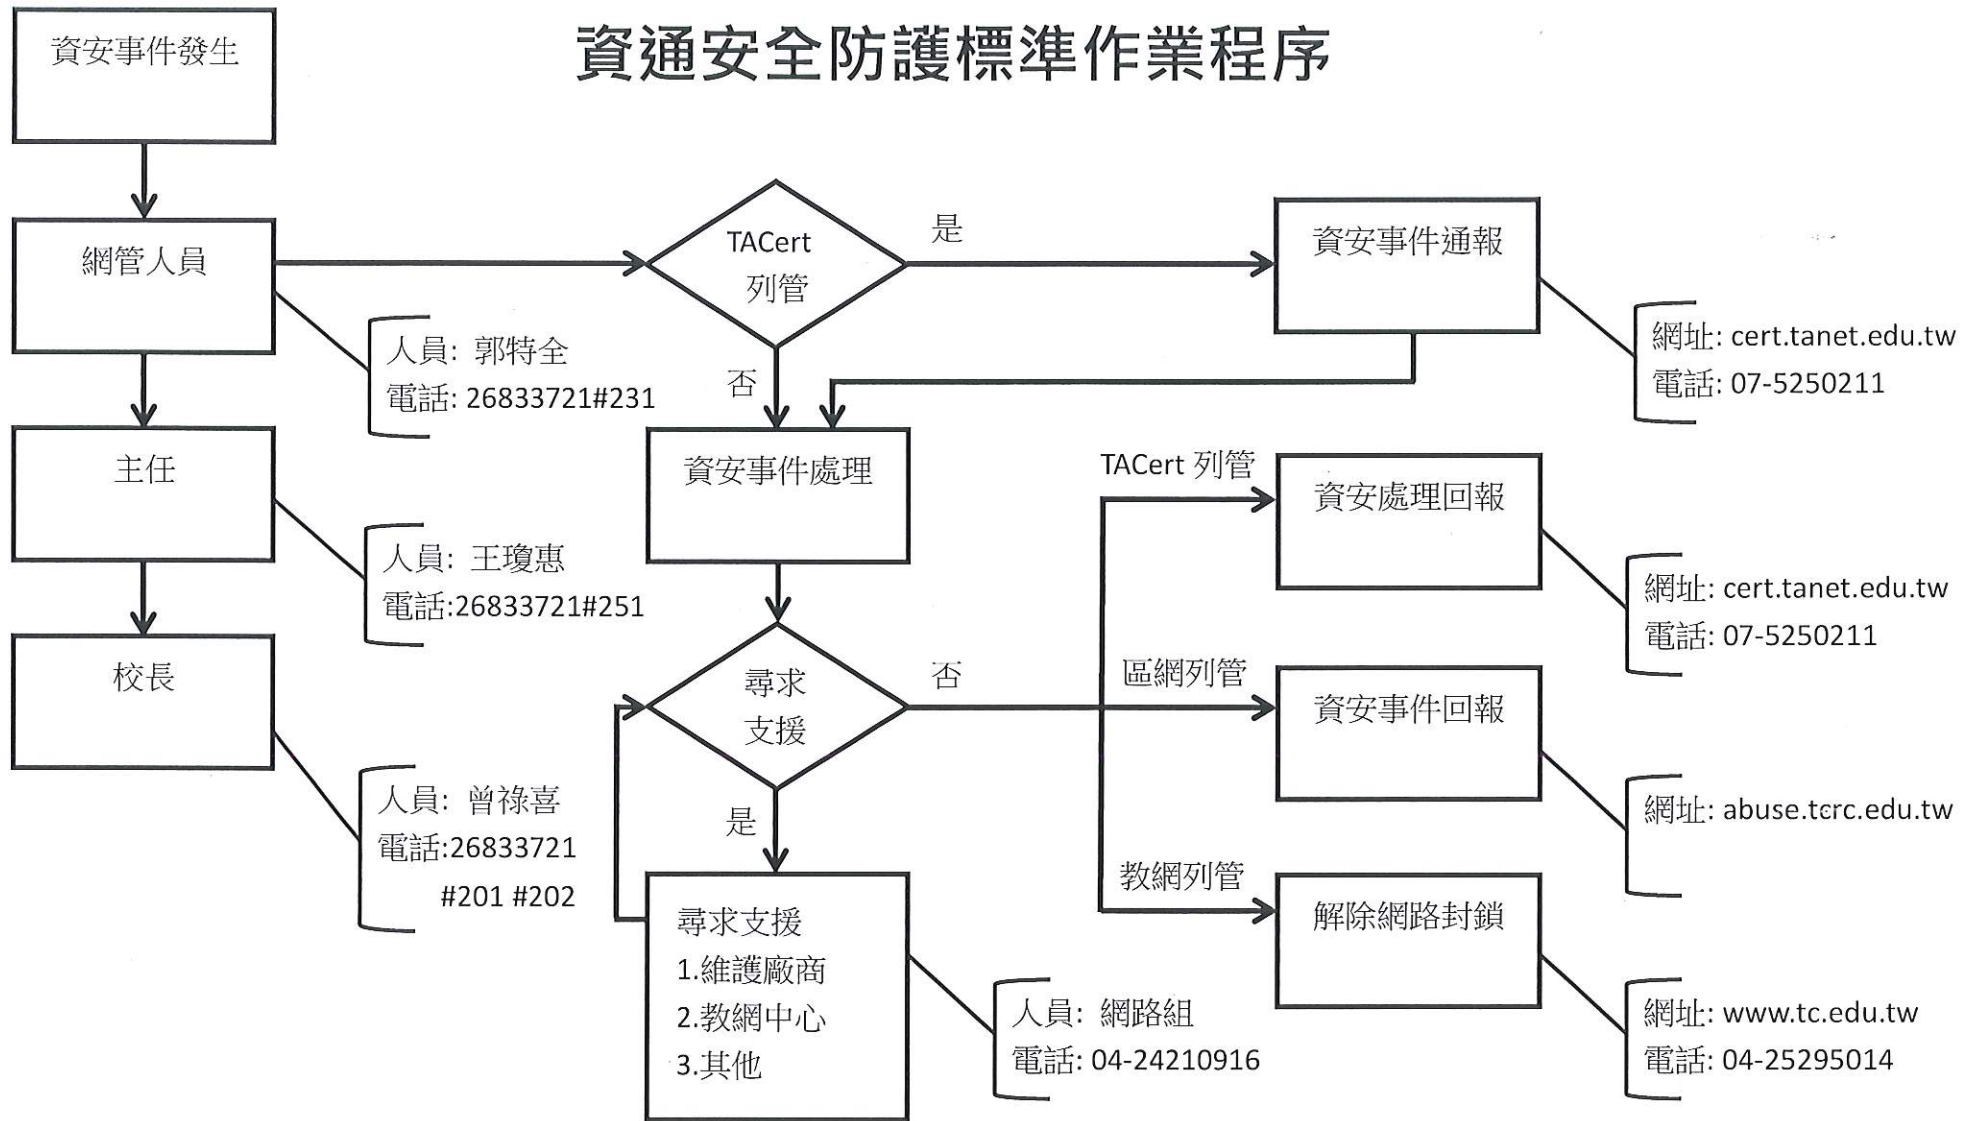 資通安全防護標準作業程序
資安事件發生
網管人員
人員: 郭特全
電話: 26833721#231
主任
人員: 王瓊惠
電話:26833721#251
校長
人員: 曾祿喜
電話:26833721
#201 #202
TACert
列管
是
否
資安事件通報
網址: cert.tanet.edu.tw
電話: 07-5250211
資安事件處理
尋求
支援
否
是
尋求支援
1.維護廠商
2.教網中心
3.其他
人員: 網路組
電話: 04-24210916
TACert 列管
資安處理回報
網址: cert.tanet.edu.tw
電話: 07-5250211
區網列管
資安事件回報
網址: abuse.tcrc.edu.tw
教網列管
解除網路封鎖
網址: www.tc.edu.tw
電話: 04-25295014